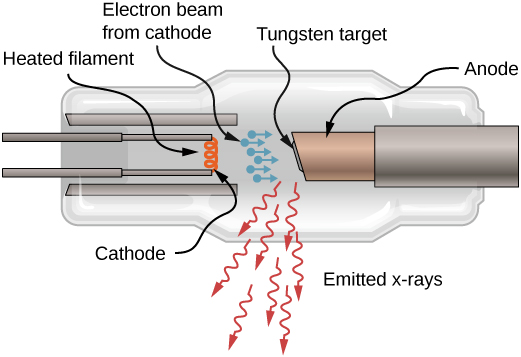 Electron beam
from cathode
Tungsten target
Heated filament
Anode
Cathode
Emitted x-rays